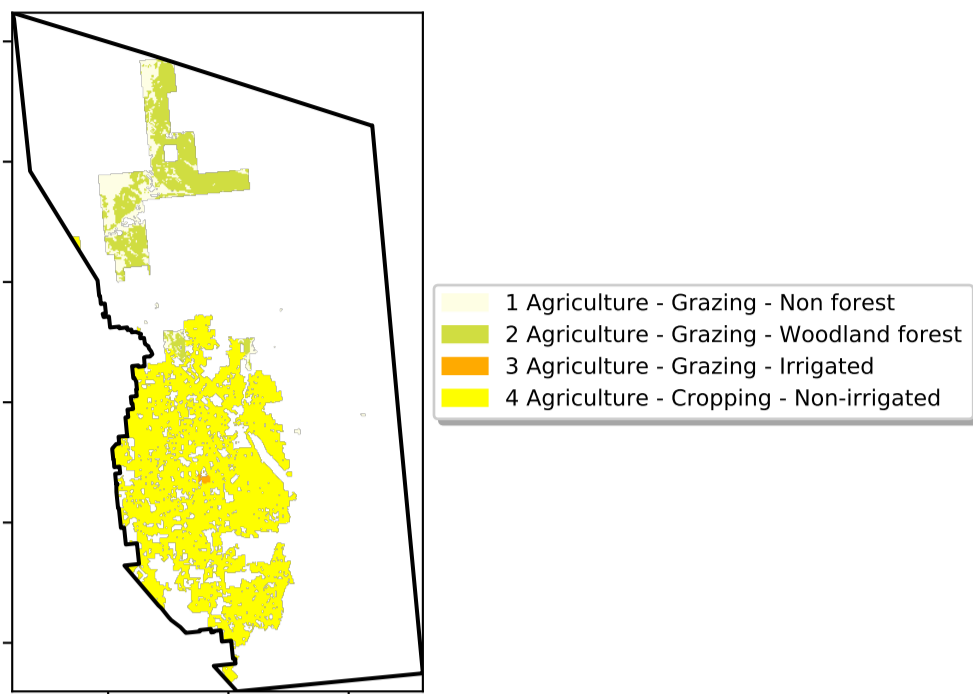 1 Agriculture - Grazing - Non forest
2 Agriculture - Grazing - Woodland forest
3 Agriculture - Grazing - Irrigated
4 Agriculture - Cropping - Non-irrigated